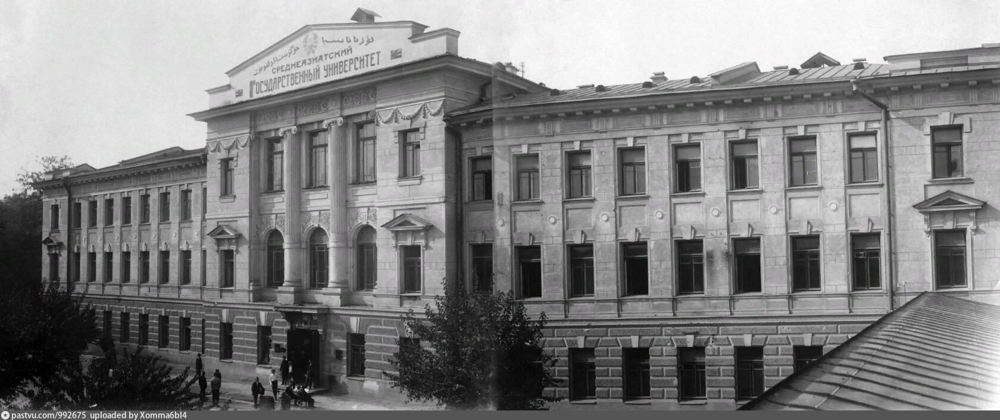 СРЕДНЕАЗИАТСКИЙ
ГОСУДАРСТВЕННЫЙ УНИВЕРСИТЕТ
pastvu.com/992675 uploaded by Xomma6bl4